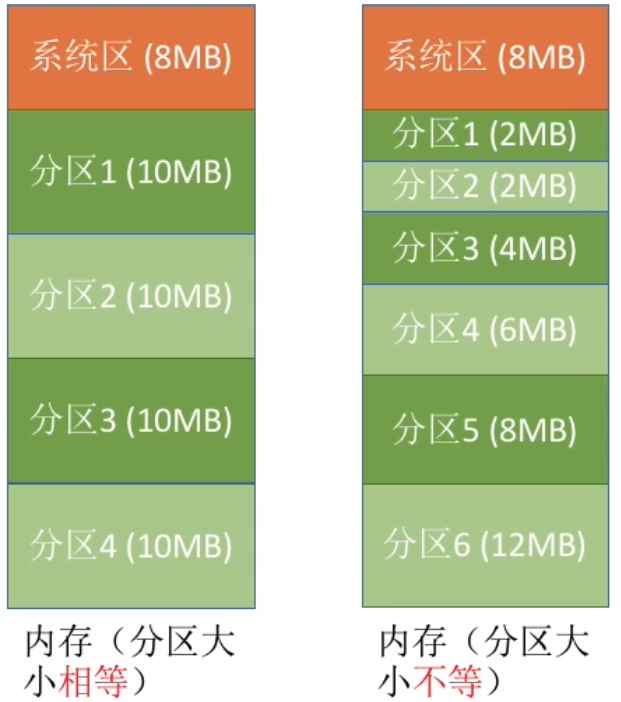 系统区 (8MB)
分区1 (10MB)
分区2 (10MB)
分区3 (10MB)
分区4 (10MB)
内存（分区大
小相等）
系统区 (8MB)
分区1 (2MB)
分区2 (2MB)
分区3 (4MB)
分区4 (6MB)
分区5 (8MB)
分区6 (12MB)
内存（分区大
小不等）